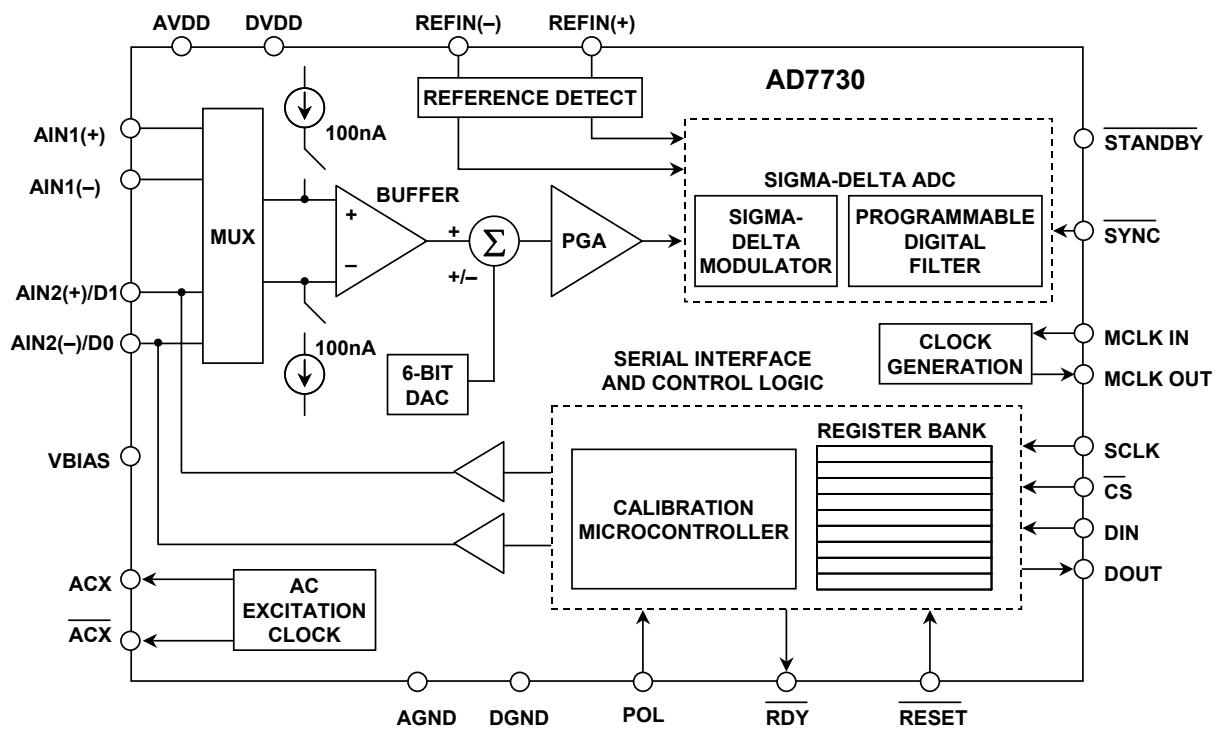 AVDD DVDD REFIN(–) REFIN(+)
AD7730
REFERENCE DETECT
AIN1(+)
100nA
STANDBY
AIN1(–)
BUFFER
SIGMA-DELTA ADC
MUX
+
–
+
+/–
Σ
PGA
SIGMA-
DELTA
MODULATOR
PROGRAMMABLE
DIGITAL
FILTER
SYNC
AIN2(+)/D1
AIN2(–)/D0
100nA
6-BIT
DAC
SERIAL INTERFACE
AND CONTROL LOGIC
CLOCK
GENERATION
MCLK IN
MCLK OUT
REGISTER BANK
VBIAS
CALIBRATION
MICROCONTROLLER
SCLK
CS
DIN
DOUT
ACX
ACX
AC
EXCITATION
CLOCK
AGND DGND POL RDY RESET